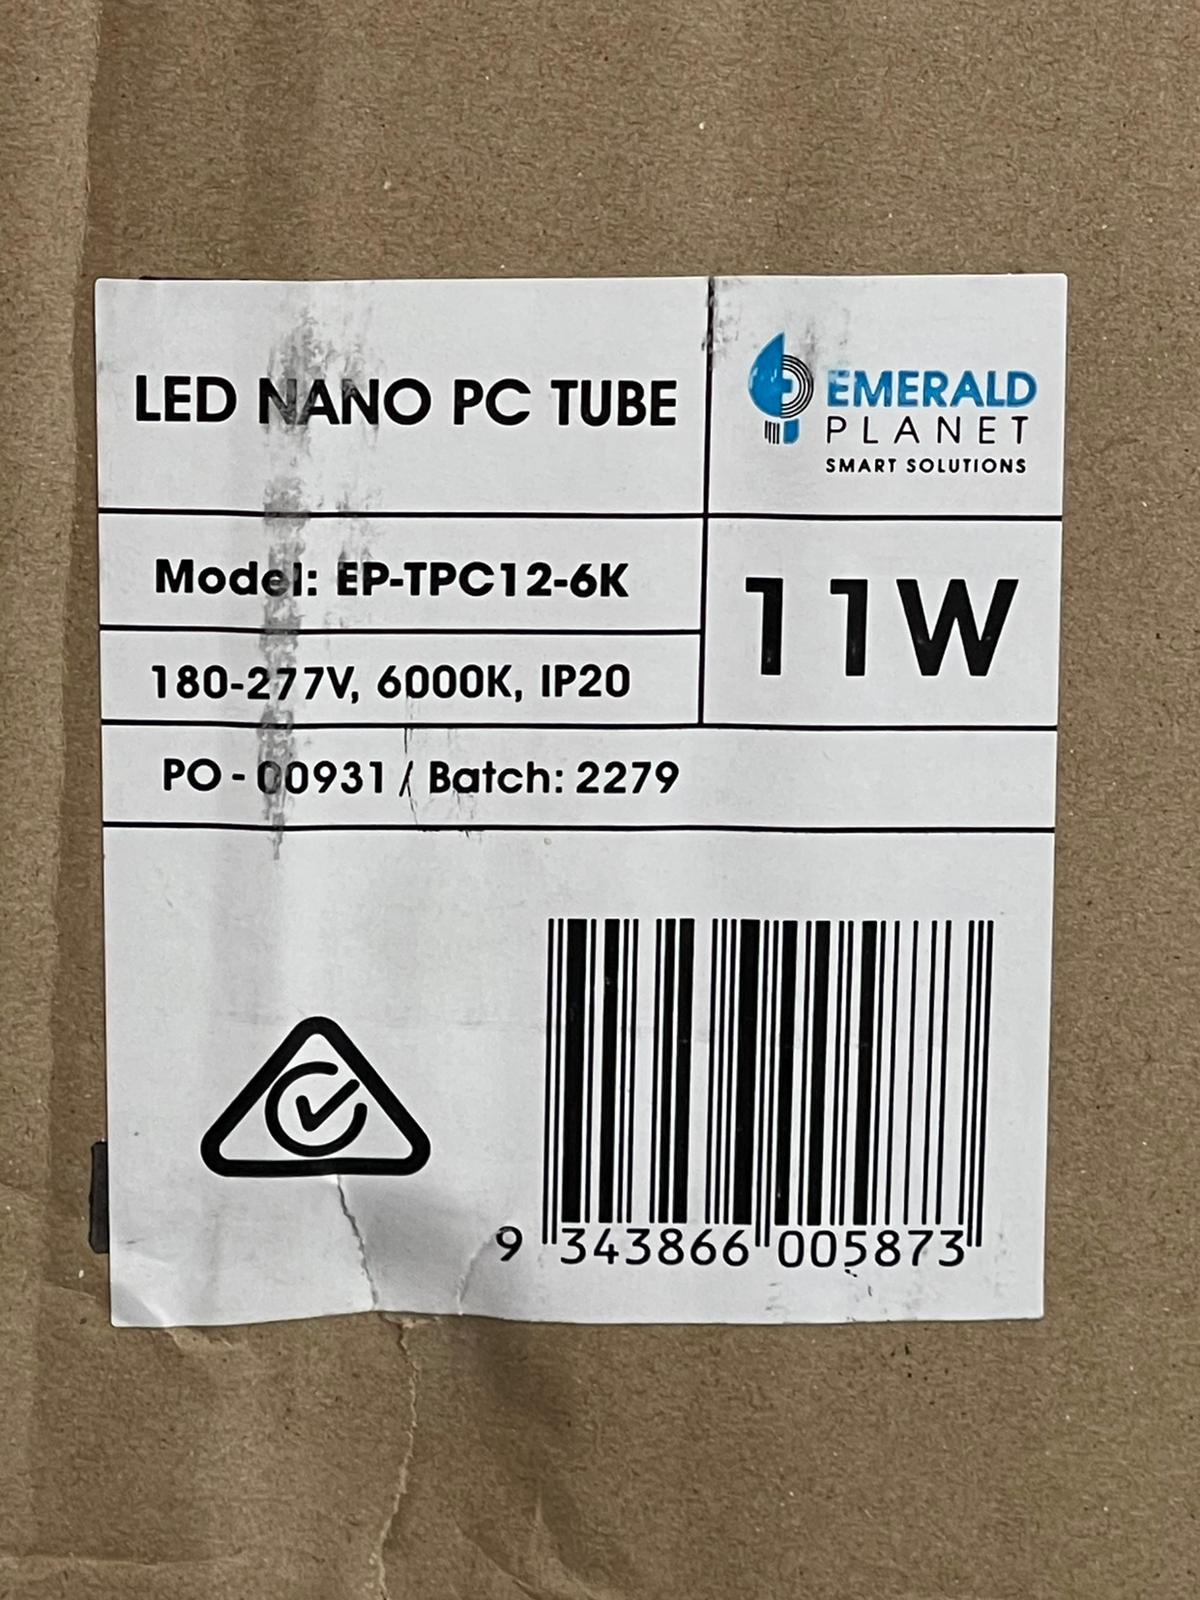 LED NANO PC TUBE
EMERALD
PLANET
SMART SOLUTIONS
Model: EP-TPC12-6K
11W
180-277V, 6000K, IP20
PO - 00931 / Batch: 2279
9 343866 005873